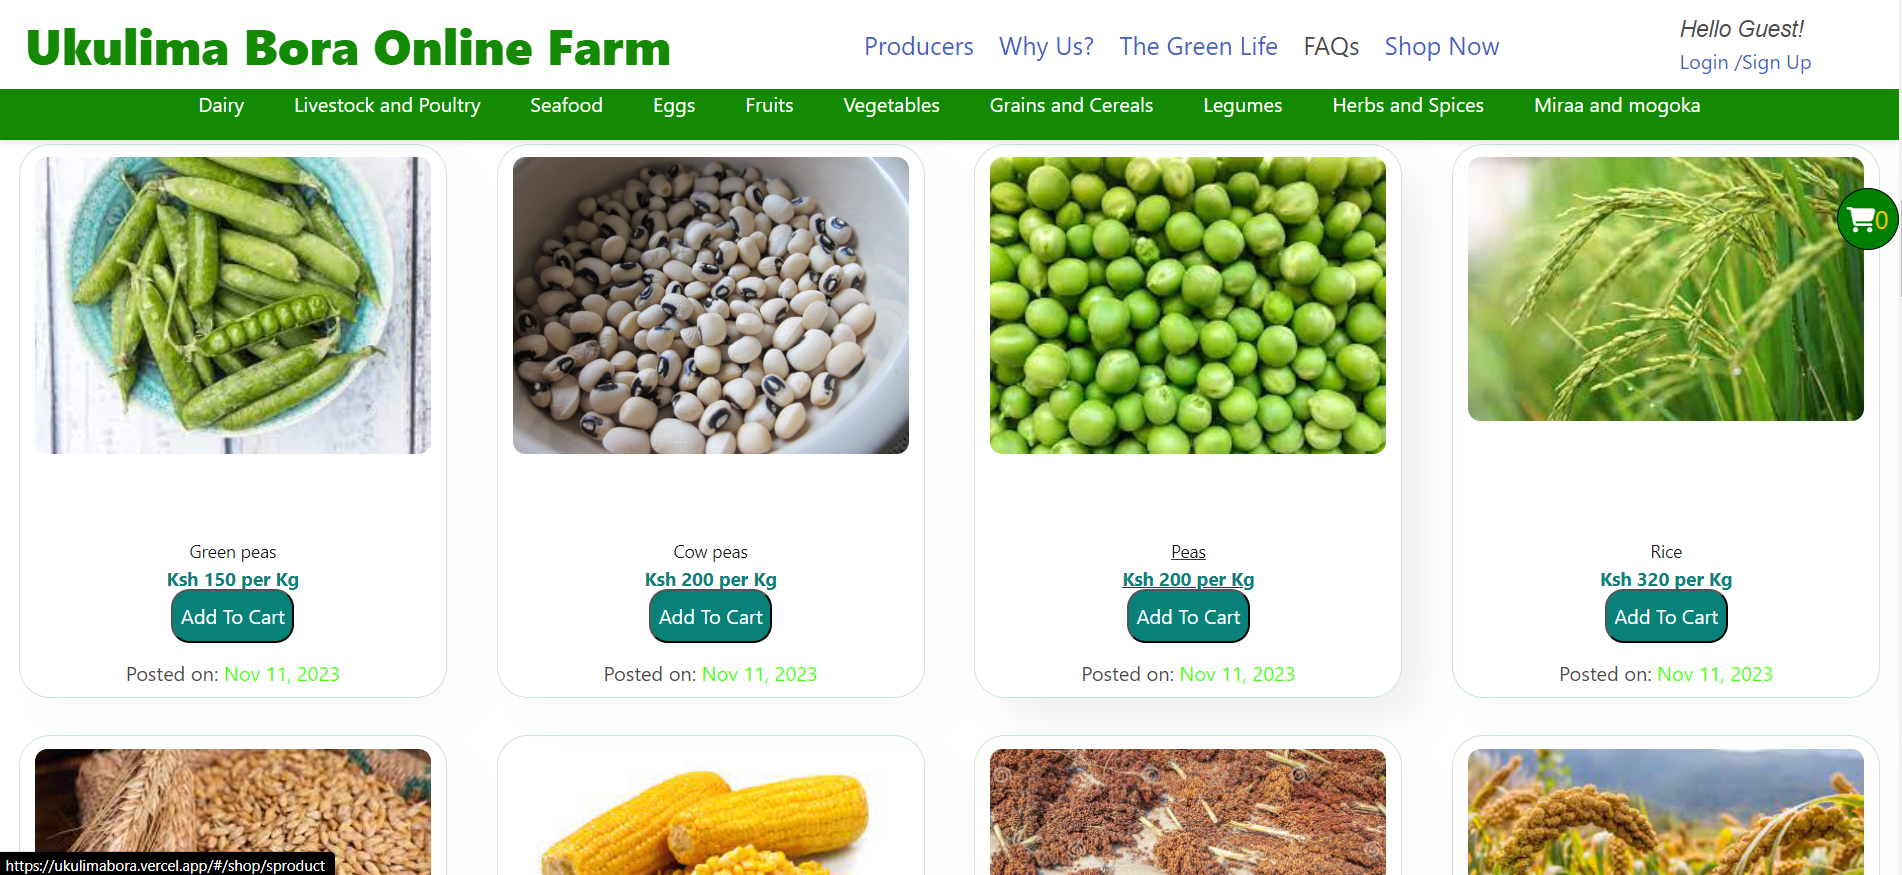 Ukulima Bora Online Farm
Producers Why Us? The Green Life FAQs Shop Now
Hello Guest!
Login /Sign Up
Dairy Livestock and Poultry Seafood Eggs Fruits Vegetables Grains and Cereals Legumes Herbs and Spices Miraa and mogoka
0
Green peas
Ksh 150 per Kg
Add To Cart
Posted on: Nov 11, 2023
Cow peas
Ksh 200 per Kg
Add To Cart
Posted on: Nov 11, 2023
Peas
Ksh 200 per Kg
Add To Cart
Posted on: Nov 11, 2023
Rice
Ksh 320 per Kg
Add To Cart
Posted on: Nov 11, 2023
https://ukulimabora.vercel.app/#/shop/sproduct